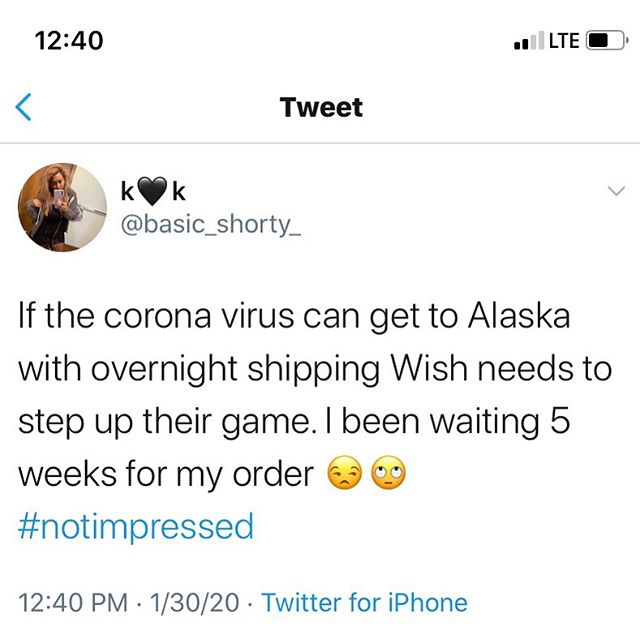 12:40
LTE
Tweet
k🖤k
@basic_shorty_
If the corona virus can get to Alaska
with overnight shipping Wish needs to
step up their game. I been waiting 5
weeks for my order 😒🙄
#notimpressed
12:40 PM · 1/30/20 · Twitter for iPhone